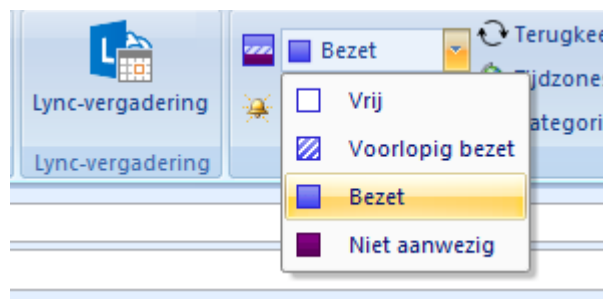 Lync-vergadering
Lync-vergadering
Bezet
Vrij
Voorlopig bezet
Bezet
Niet aanwezig